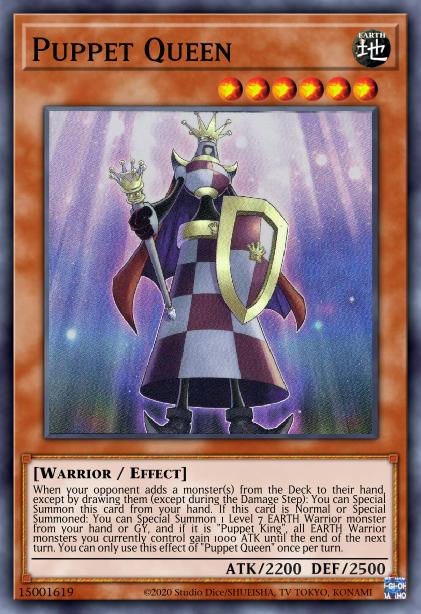 Puppet Queen
EARTH
地
[Warrior / Effect]
When your opponent adds a monster(s) from the Deck to their hand,
except by drawing them (except during the Damage Step): You can Special
Summon this card from your hand. If this card is Normal or Special
Summoned: You can Special Summon 1 Level 7 EARTH Warrior monster
from your hand or GY, and if it is "Puppet King", all EARTH Warrior
monsters you currently control gain 1000 ATK until the end of the next
turn. You can only use this effect of "Puppet Queen" once per turn.
ATK/2200 DEF/2500
15001619
©2020 Studio Dice/SHUEISHA, TV TOKYO, KONAMI